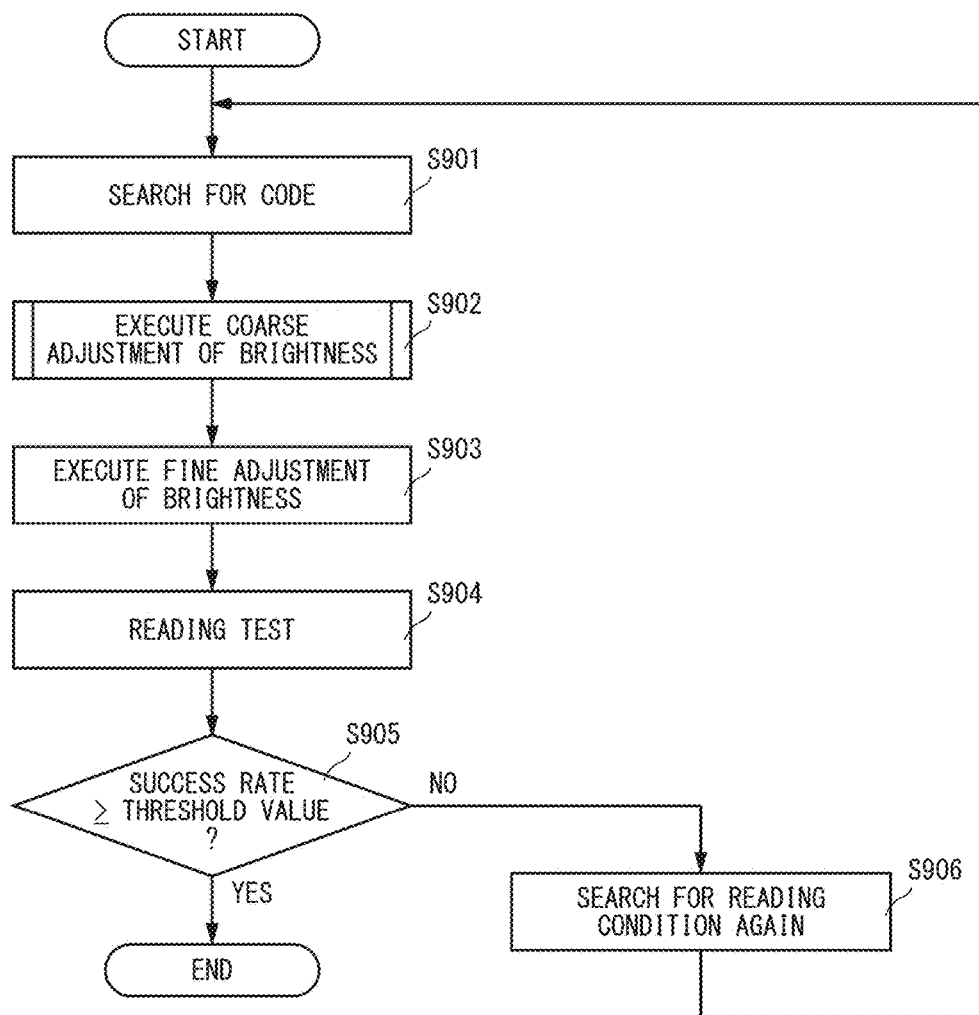 START
S901
SEARCH FOR CODE
S902
EXECUTE COARSE
ADJUSTMENT OF BRIGHTNESS
S903
EXECUTE FINE ADJUSTMENT
OF BRIGHTNESS
S904
READING TEST
S905
SUCCESS RATE
≥ THRESHOLD VALUE
?
NO
YES
S906
SEARCH FOR READING
CONDITION AGAIN
END